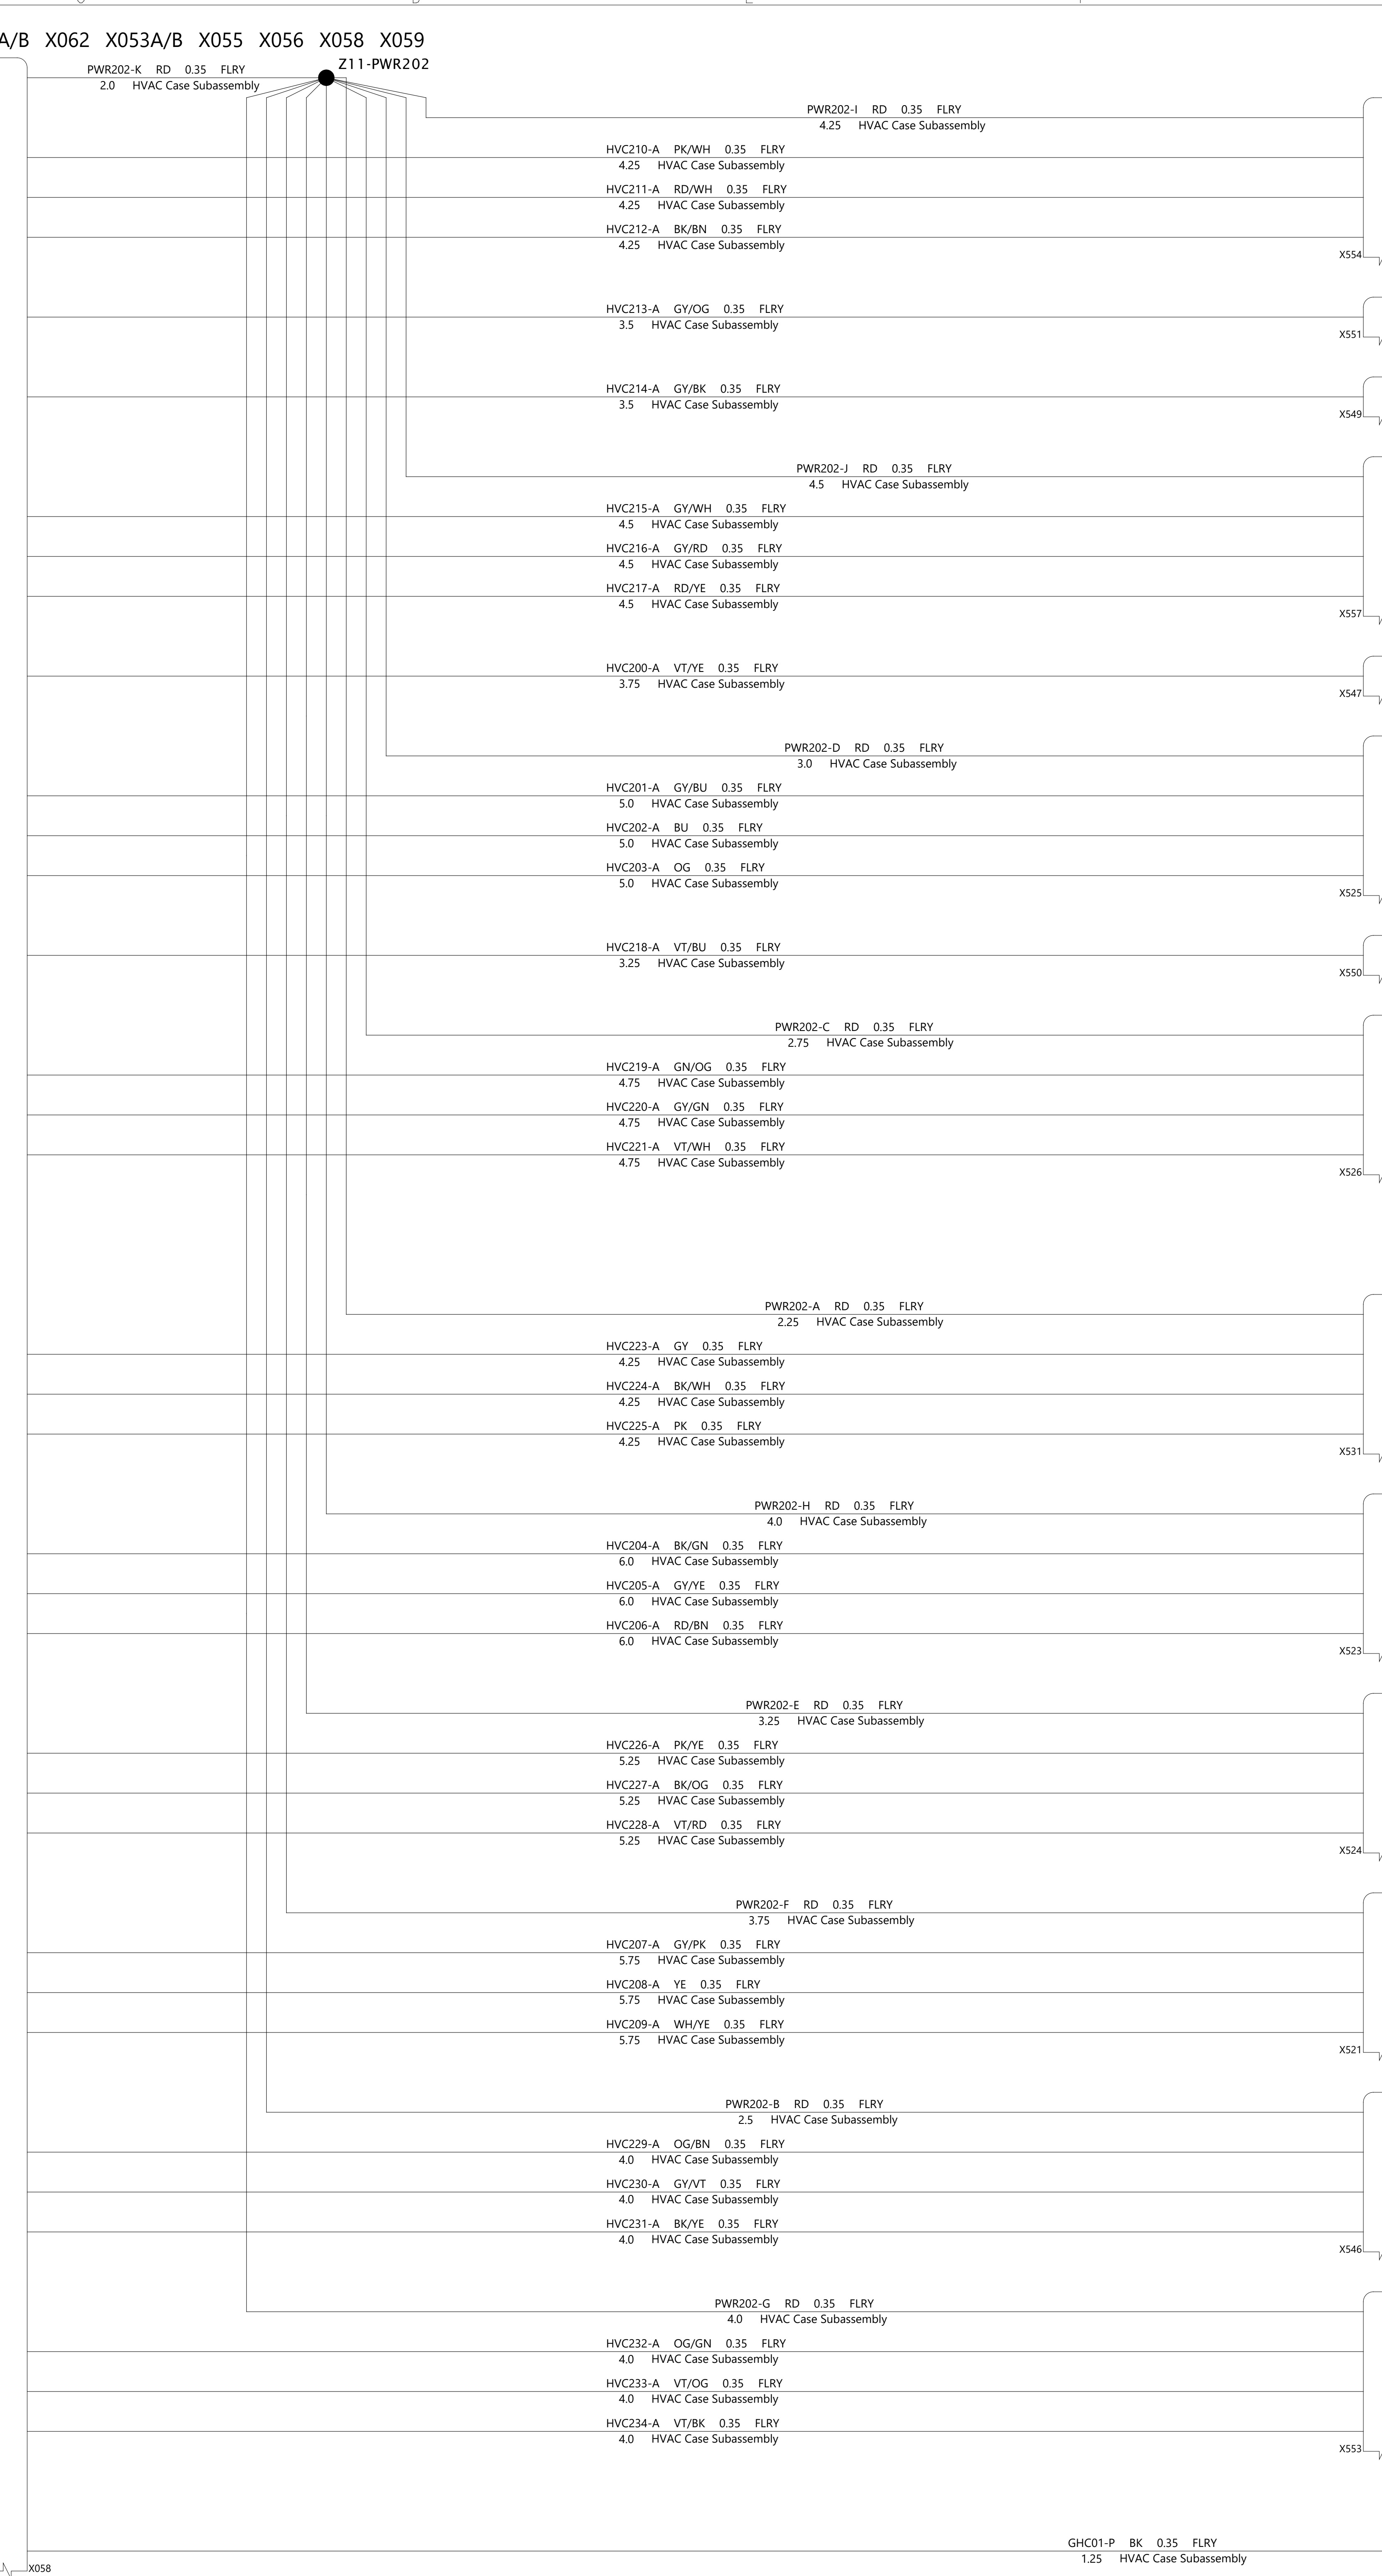 A/B X062 X053A/B X055 X056 X058 X059
Z11-PWR202
PWR202-K RD 0.35 FLRY
2.0 HVAC Case Subassembly
PWR202-I RD 0.35 FLRY
4.25 HVAC Case Subassembly
HVC210-A PK/WH 0.35 FLRY
4.25 HVAC Case Subassembly
HVC211-A RD/WH 0.35 FLRY
4.25 HVAC Case Subassembly
HVC212-A BK/BN 0.35 FLRY
4.25 HVAC Case Subassembly
X554
HVC213-A GY/OG 0.35 FLRY
3.5 HVAC Case Subassembly
X551
HVC214-A GY/BK 0.35 FLRY
3.5 HVAC Case Subassembly
X549
PWR202-J RD 0.35 FLRY
4.5 HVAC Case Subassembly
HVC215-A GY/WH 0.35 FLRY
4.5 HVAC Case Subassembly
HVC216-A GY/RD 0.35 FLRY
4.5 HVAC Case Subassembly
HVC217-A RD/YE 0.35 FLRY
4.5 HVAC Case Subassembly
X557
HVC200-A VT/YE 0.35 FLRY
3.75 HVAC Case Subassembly
X547
PWR202-D RD 0.35 FLRY
3.0 HVAC Case Subassembly
HVC201-A GY/BU 0.35 FLRY
5.0 HVAC Case Subassembly
HVC202-A BU 0.35 FLRY
5.0 HVAC Case Subassembly
HVC203-A OG 0.35 FLRY
5.0 HVAC Case Subassembly
X525
HVC218-A VT/BU 0.35 FLRY
3.25 HVAC Case Subassembly
X550
PWR202-C RD 0.35 FLRY
2.75 HVAC Case Subassembly
HVC219-A GN/OG 0.35 FLRY
4.75 HVAC Case Subassembly
HVC220-A GY/GN 0.35 FLRY
4.75 HVAC Case Subassembly
HVC221-A VT/WH 0.35 FLRY
4.75 HVAC Case Subassembly
X526
PWR202-A RD 0.35 FLRY
2.25 HVAC Case Subassembly
HVC223-A GY 0.35 FLRY
4.25 HVAC Case Subassembly
HVC224-A BK/WH 0.35 FLRY
4.25 HVAC Case Subassembly
HVC225-A PK 0.35 FLRY
4.25 HVAC Case Subassembly
X531
PWR202-H RD 0.35 FLRY
4.0 HVAC Case Subassembly
HVC204-A BK/GN 0.35 FLRY
6.0 HVAC Case Subassembly
HVC205-A GY/YE 0.35 FLRY
6.0 HVAC Case Subassembly
HVC206-A RD/BN 0.35 FLRY
6.0 HVAC Case Subassembly
X523
PWR202-E RD 0.35 FLRY
3.25 HVAC Case Subassembly
HVC226-A PK/YE 0.35 FLRY
5.25 HVAC Case Subassembly
HVC227-A BK/OG 0.35 FLRY
5.25 HVAC Case Subassembly
HVC228-A VT/RD 0.35 FLRY
5.25 HVAC Case Subassembly
X524
PWR202-F RD 0.35 FLRY
3.75 HVAC Case Subassembly
HVC207-A GY/PK 0.35 FLRY
5.75 HVAC Case Subassembly
HVC208-A YE 0.35 FLRY
5.75 HVAC Case Subassembly
HVC209-A WH/YE 0.35 FLRY
5.75 HVAC Case Subassembly
X521
PWR202-B RD 0.35 FLRY
2.5 HVAC Case Subassembly
HVC229-A OG/BN 0.35 FLRY
4.0 HVAC Case Subassembly
HVC230-A GY/VT 0.35 FLRY
4.0 HVAC Case Subassembly
HVC231-A BK/YE 0.35 FLRY
4.0 HVAC Case Subassembly
X546
PWR202-G RD 0.35 FLRY
4.0 HVAC Case Subassembly
HVC232-A OG/GN 0.35 FLRY
4.0 HVAC Case Subassembly
HVC233-A VT/OG 0.35 FLRY
4.0 HVAC Case Subassembly
HVC234-A VT/BK 0.35 FLRY
4.0 HVAC Case Subassembly
X553
GHC01-P BK 0.35 FLRY
1.25 HVAC Case Subassembly
X058